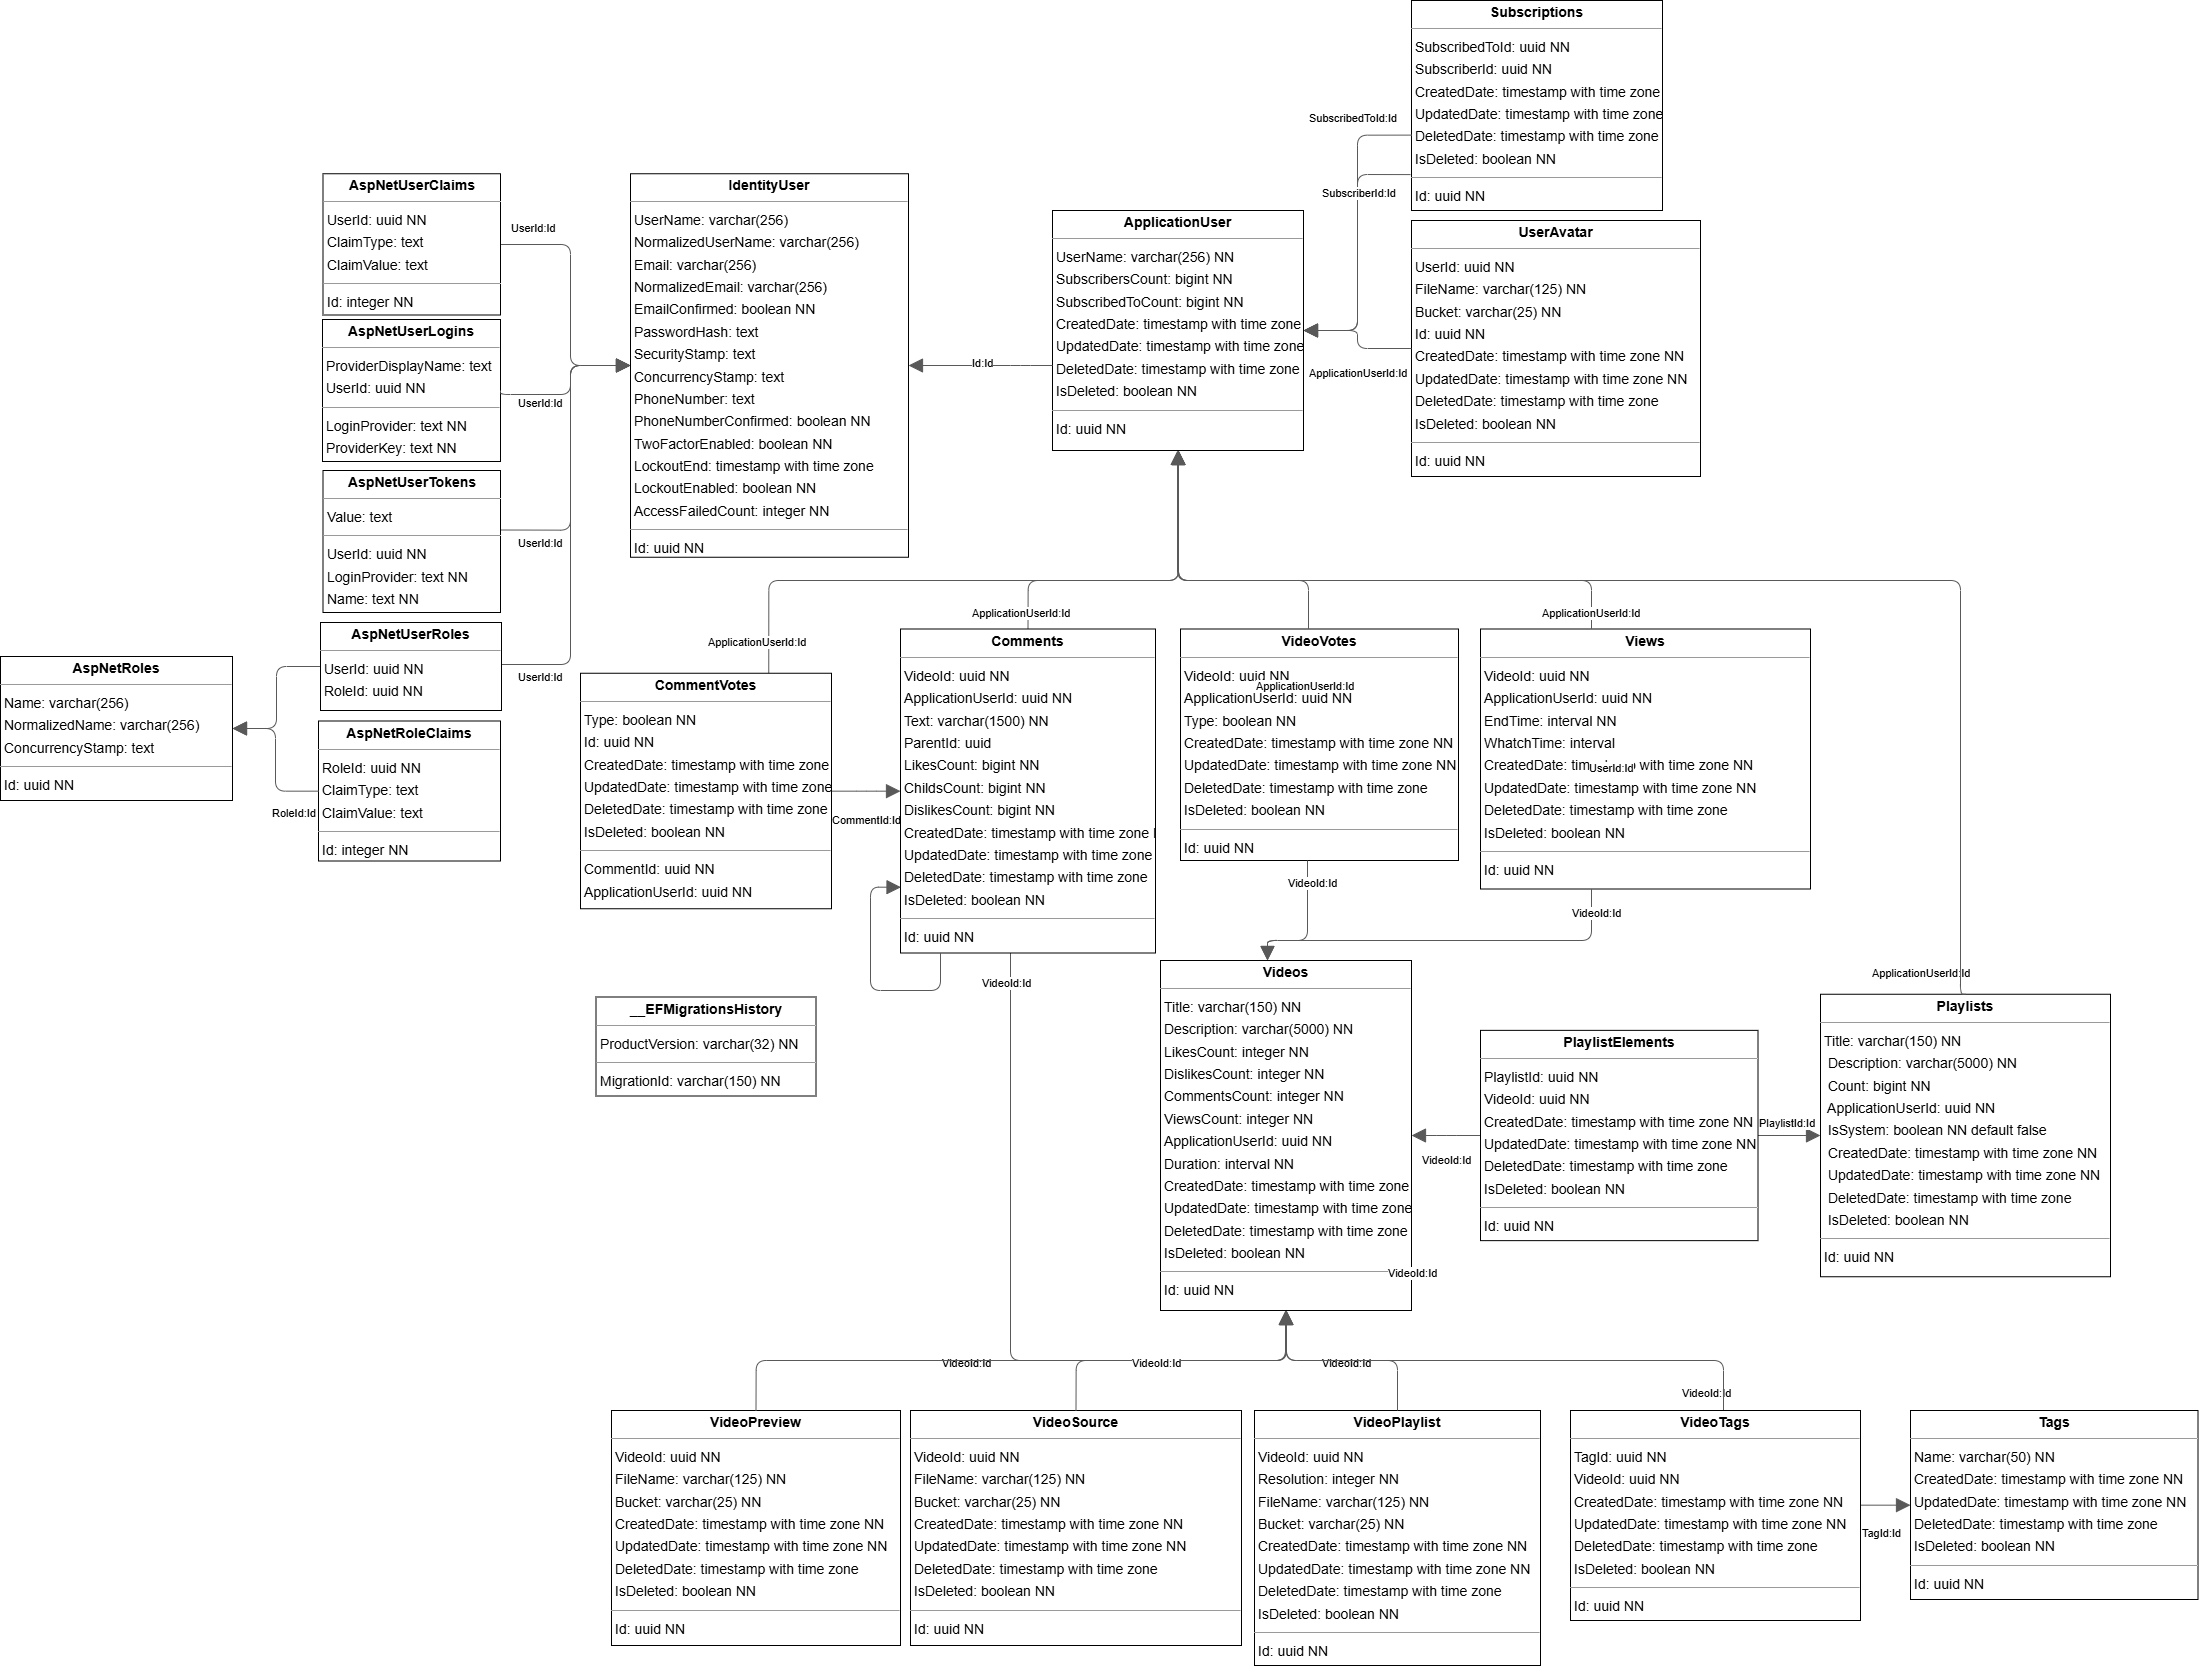 Subscriptions
SubscribedToId: uuid NN
SubscriberId: uuid NN
CreatedDate: timestamp with time zone
UpdatedDate: timestamp with time zone
DeletedDate: timestamp with time zone
IsDeleted: boolean NN
Id: uuid NN
SubscribedToId:Id
SubscriberId:Id
UserAvatar
UserId: uuid NN
FileName: varchar(125) NN
Bucket: varchar(25) NN
Id: uuid NN
CreatedDate: timestamp with time zone NN
UpdatedDate: timestamp with time zone NN
DeletedDate: timestamp with time zone
IsDeleted: boolean NN
Id: uuid NN
ApplicationUserId:Id
AspNetUserClaims
UserId: uuid NN
ClaimType: text
ClaimValue: text
Id: integer NN
UserId:Id
AspNetUserLogins
ProviderDisplayName: text
UserId: uuid NN
LoginProvider: text NN
ProviderKey: text NN
UserId:Id
AspNetUserTokens
Value: text
UserId: uuid NN
LoginProvider: text NN
Name: text NN
UserId:Id
AspNetUserRoles
UserId: uuid NN
RoleId: uuid NN
UserId:Id
AspNetRoles
Name: varchar(256)
NormalizedName: varchar(256)
ConcurrencyStamp: text
Id: uuid NN
AspNetRoleClaims
RoleId: uuid NN
ClaimType: text
ClaimValue: text
Id: integer NN
RoleId:Id
IdentityUser
UserName: varchar(256)
NormalizedUserName: varchar(256)
Email: varchar(256)
NormalizedEmail: varchar(256)
EmailConfirmed: boolean NN
PasswordHash: text
SecurityStamp: text
ConcurrencyStamp: text
PhoneNumber: text
PhoneNumberConfirmed: boolean NN
TwoFactorEnabled: boolean NN
LockoutEnd: timestamp with time zone
LockoutEnabled: boolean NN
AccessFailedCount: integer NN
Id: uuid NN
Id:Id
ApplicationUser
UserName: varchar(256) NN
SubscribersCount: bigint NN
SubscribedToCount: bigint NN
CreatedDate: timestamp with time zone
UpdatedDate: timestamp with time zone
DeletedDate: timestamp with time zone
IsDeleted: boolean NN
Id: uuid NN
ApplicationUserId:Id
ApplicationUserId:Id
ApplicationUserId:Id
CommentVotes
Type: boolean NN
Id: uuid NN
CreatedDate: timestamp with time zone
UpdatedDate: timestamp with time zone
DeletedDate: timestamp with time zone
IsDeleted: boolean NN
CommentId: uuid NN
ApplicationUserId: uuid NN
CommentId:Id
Comments
VideoId: uuid NN
ApplicationUserId: uuid NN
Text: varchar(1500) NN
ParentId: uuid
LikesCount: bigint NN
ChildsCount: bigint NN
DislikesCount: bigint NN
CreatedDate: timestamp with time zone
UpdatedDate: timestamp with time zone
DeletedDate: timestamp with time zone
IsDeleted: boolean NN
Id: uuid NN
VideoId:Id
VideoVotes
VideoId: uuid NN
ApplicationUserId:Id
ApplicationUserId: uuid NN
Type: boolean NN
CreatedDate: timestamp with time zone NN
UpdatedDate: timestamp with time zone NN
DeletedDate: timestamp with time zone
IsDeleted: boolean NN
Id: uuid NN
VideoId:Id
Views
VideoId: uuid NN
ApplicationUserId: uuid NN
EndTime: interval NN
WhatchTime: interval
CreatedDate: with time zone NN
UserId:Id
UpdatedDate: timestamp with time zone NN
DeletedDate: timestamp with time zone
IsDeleted: boolean NN
Id: uuid NN
VideoId:Id
__EFMigrationsHistory
ProductVersion: varchar(32) NN
MigrationId: varchar(150) NN
Videos
Title: varchar(150) NN
Description: varchar(5000) NN
LikesCount: integer NN
DislikesCount: integer NN
CommentsCount: integer NN
ViewsCount: integer NN
ApplicationUserId: uuid NN
Duration: interval NN
CreatedDate: timestamp with time zone
UpdatedDate: timestamp with time zone
DeletedDate: timestamp with time zone
IsDeleted: boolean NN
VideoId:Id
Id: uuid NN
VideoId:Id
PlaylistElements
PlaylistId: uuid NN
VideoId: uuid NN
CreatedDate: timestamp with time zone NN
UpdatedDate: timestamp with time zone NN
DeletedDate: timestamp with time zone
IsDeleted: boolean NN
Id: uuid NN
PlaylistId:Id
ApplicationUserId:Id
Playlists
Title: varchar(150) NN
Description: varchar(5000) NN
Count: bigint NN
ApplicationUserId: uuid NN
IsSystem: boolean NN default false
CreatedDate: timestamp with time zone NN
UpdatedDate: timestamp with time zone NN
DeletedDate: timestamp with time zone
IsDeleted: boolean NN
Id: uuid NN
VideoId:Id
VideoId:Id
VideoId:Id
VideoId:Id
VideoPreview
VideoId: uuid NN
FileName: varchar(125) NN
Bucket: varchar(25) NN
CreatedDate: timestamp with time zone NN
UpdatedDate: timestamp with time zone NN
DeletedDate: timestamp with time zone
IsDeleted: boolean NN
Id: uuid NN
VideoSource
VideoId: uuid NN
FileName: varchar(125) NN
Bucket: varchar(25) NN
CreatedDate: timestamp with time zone NN
UpdatedDate: timestamp with time zone NN
DeletedDate: timestamp with time zone
IsDeleted: boolean NN
Id: uuid NN
VideoPlaylist
VideoId: uuid NN
Resolution: integer NN
FileName: varchar(125) NN
Bucket: varchar(25) NN
CreatedDate: timestamp with time zone NN
UpdatedDate: timestamp with time zone NN
DeletedDate: timestamp with time zone
IsDeleted: boolean NN
Id: uuid NN
VideoTags
TagId: uuid NN
VideoId: uuid NN
CreatedDate: timestamp with time zone NN
UpdatedDate: timestamp with time zone NN
DeletedDate: timestamp with time zone
IsDeleted: boolean NN
Id: uuid NN
TagId:Id
Tags
Name: varchar(50) NN
CreatedDate: timestamp with time zone NN
UpdatedDate: timestamp with time zone NN
DeletedDate: timestamp with time zone
IsDeleted: boolean NN
Id: uuid NN